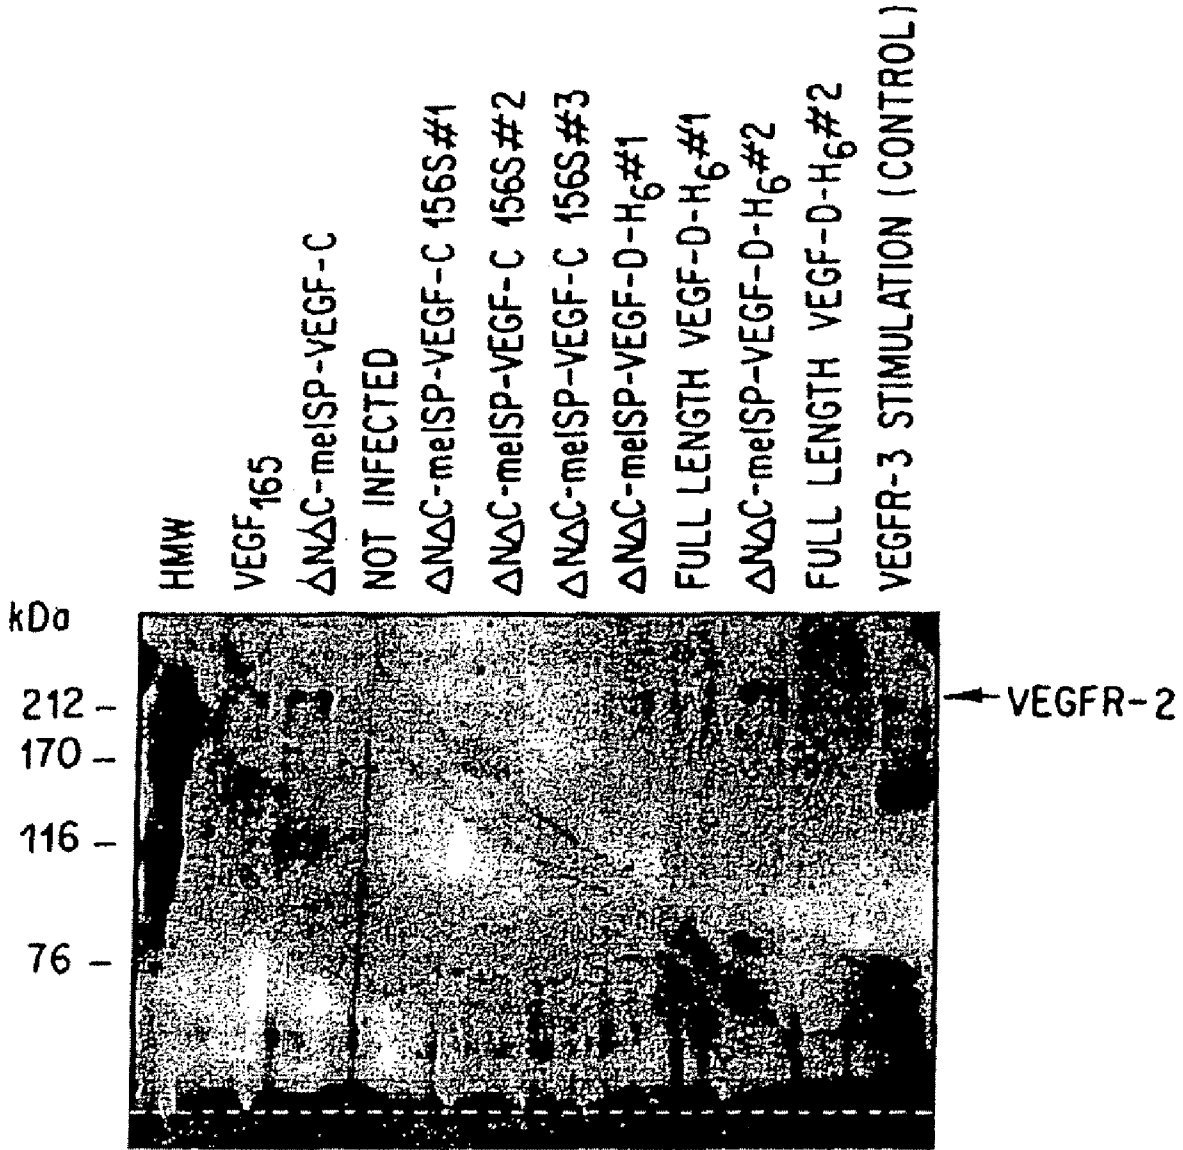 HMW
VEGF165
ΔNΔC-melSP-VEGF-C
NOT INFECTED
ΔNΔC-melSP-VEGF-C 156S#1
ΔNΔC-melSP-VEGF-C 156S#2
ΔNΔC-melSP-VEGF-C 156S#3
ΔNΔC-melSP-VEGF-D-H6#1
FULL LENGTH VEGF-D-H6#1
ΔNΔC-melSP-VEGF-D-H6#2
FULL LENGTH VEGF-D-H6#2
VEGFR-3 STIMULATION (CONTROL)
kDa
212 –
170 –
116 –
76 –
VEGFR-2